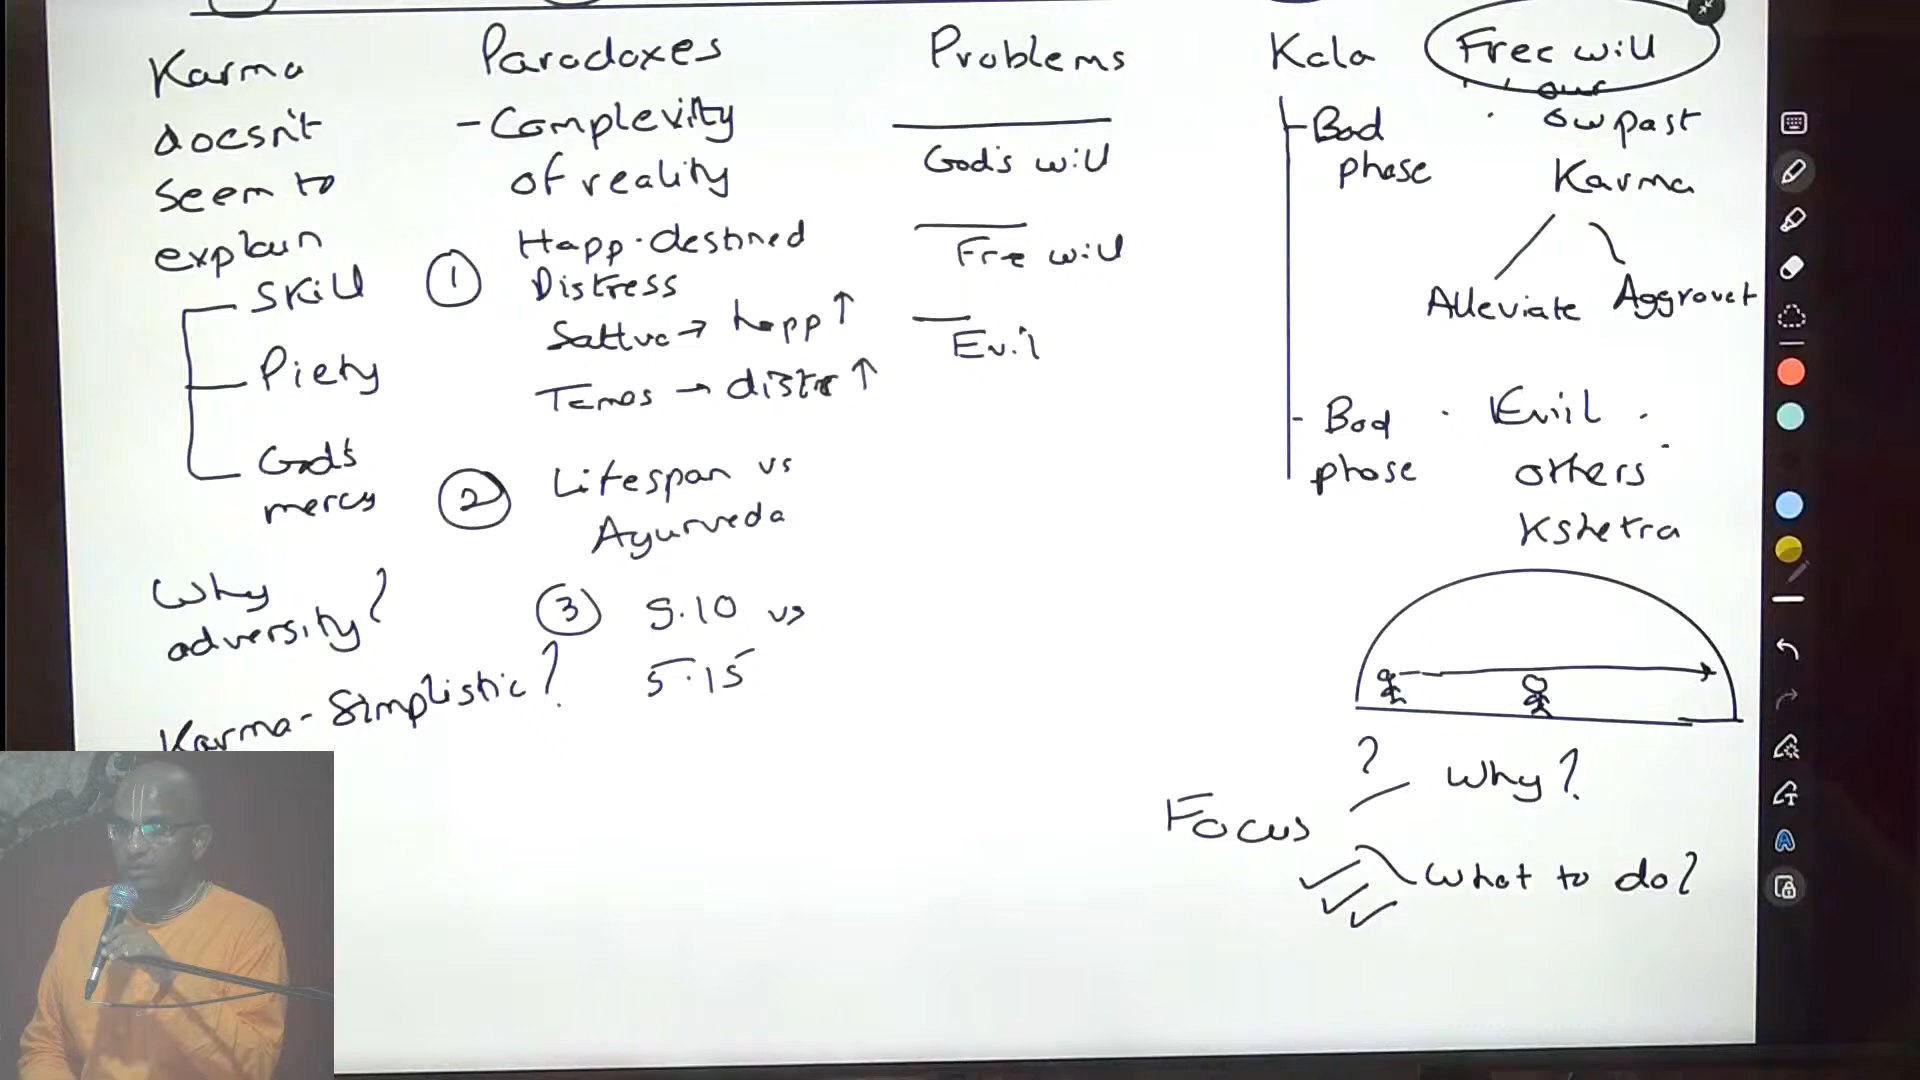 Karma
doesn't
seem to
explain
Skill
Piety
God's
mercy
Why
adversity?
Karma - Simplistic?
Paradoxes
- Complexity
of reality
1 Happ. destined
Distress
Sattva → happ ↑
Tamas → distr ↑
2 Lifespan vs
Ayurveda
3 5.10 vs
5.15
Problems
God's will
Free will
Evil
Kala
Bad
phase
Bad
phase
Free will
our
ow past
Karma
Alleviate Aggravat
Evil
others
Kshetra
? Why?
Focus
What to do?